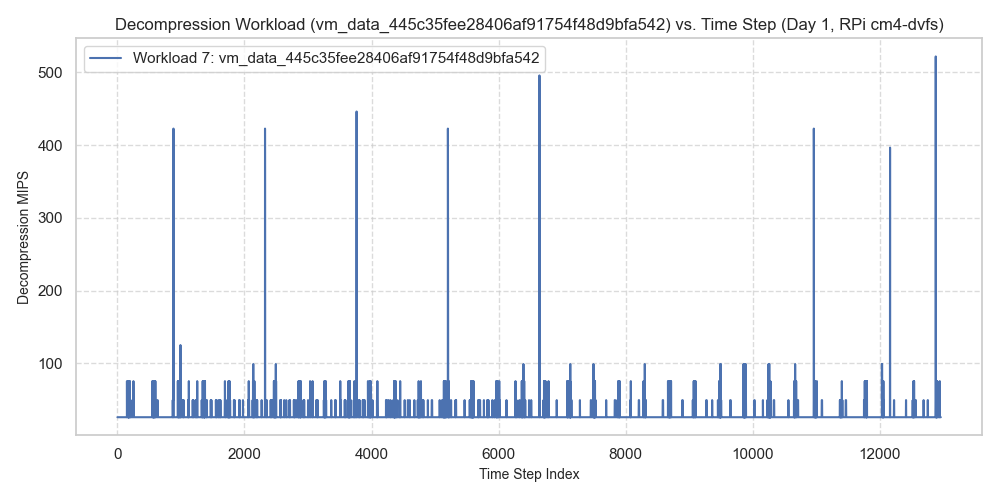 Decompression Workload (vm_data_445c35fee28406af91754f48d9bfa542) vs. Time Step (Day 1, RPi cm4-dvfs)
Workload 7: vm_data_445c35fee28406af91754f48d9bfa542
500
400
300
200
100
Decompression MIPS
0 2000 4000 6000 8000 10000 12000
Time Step Index